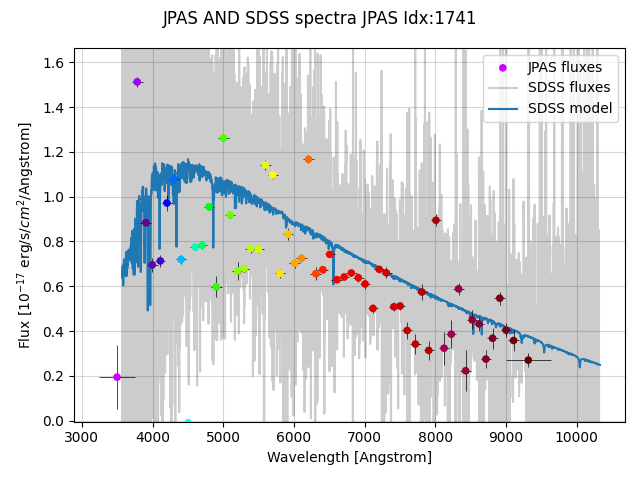 JPAS AND SDSS spectra JPAS Idx:1741
JPAS fluxes
SDSS fluxes
SDSS model
1.6
1.4
1.2
1.0
0.8
0.6
0.4
0.2
0.0
Flux [10⁻¹⁷ erg/s/cm²/Angstrom]
3000 4000 5000 6000 7000 8000 9000 10000
Wavelength [Angstrom]